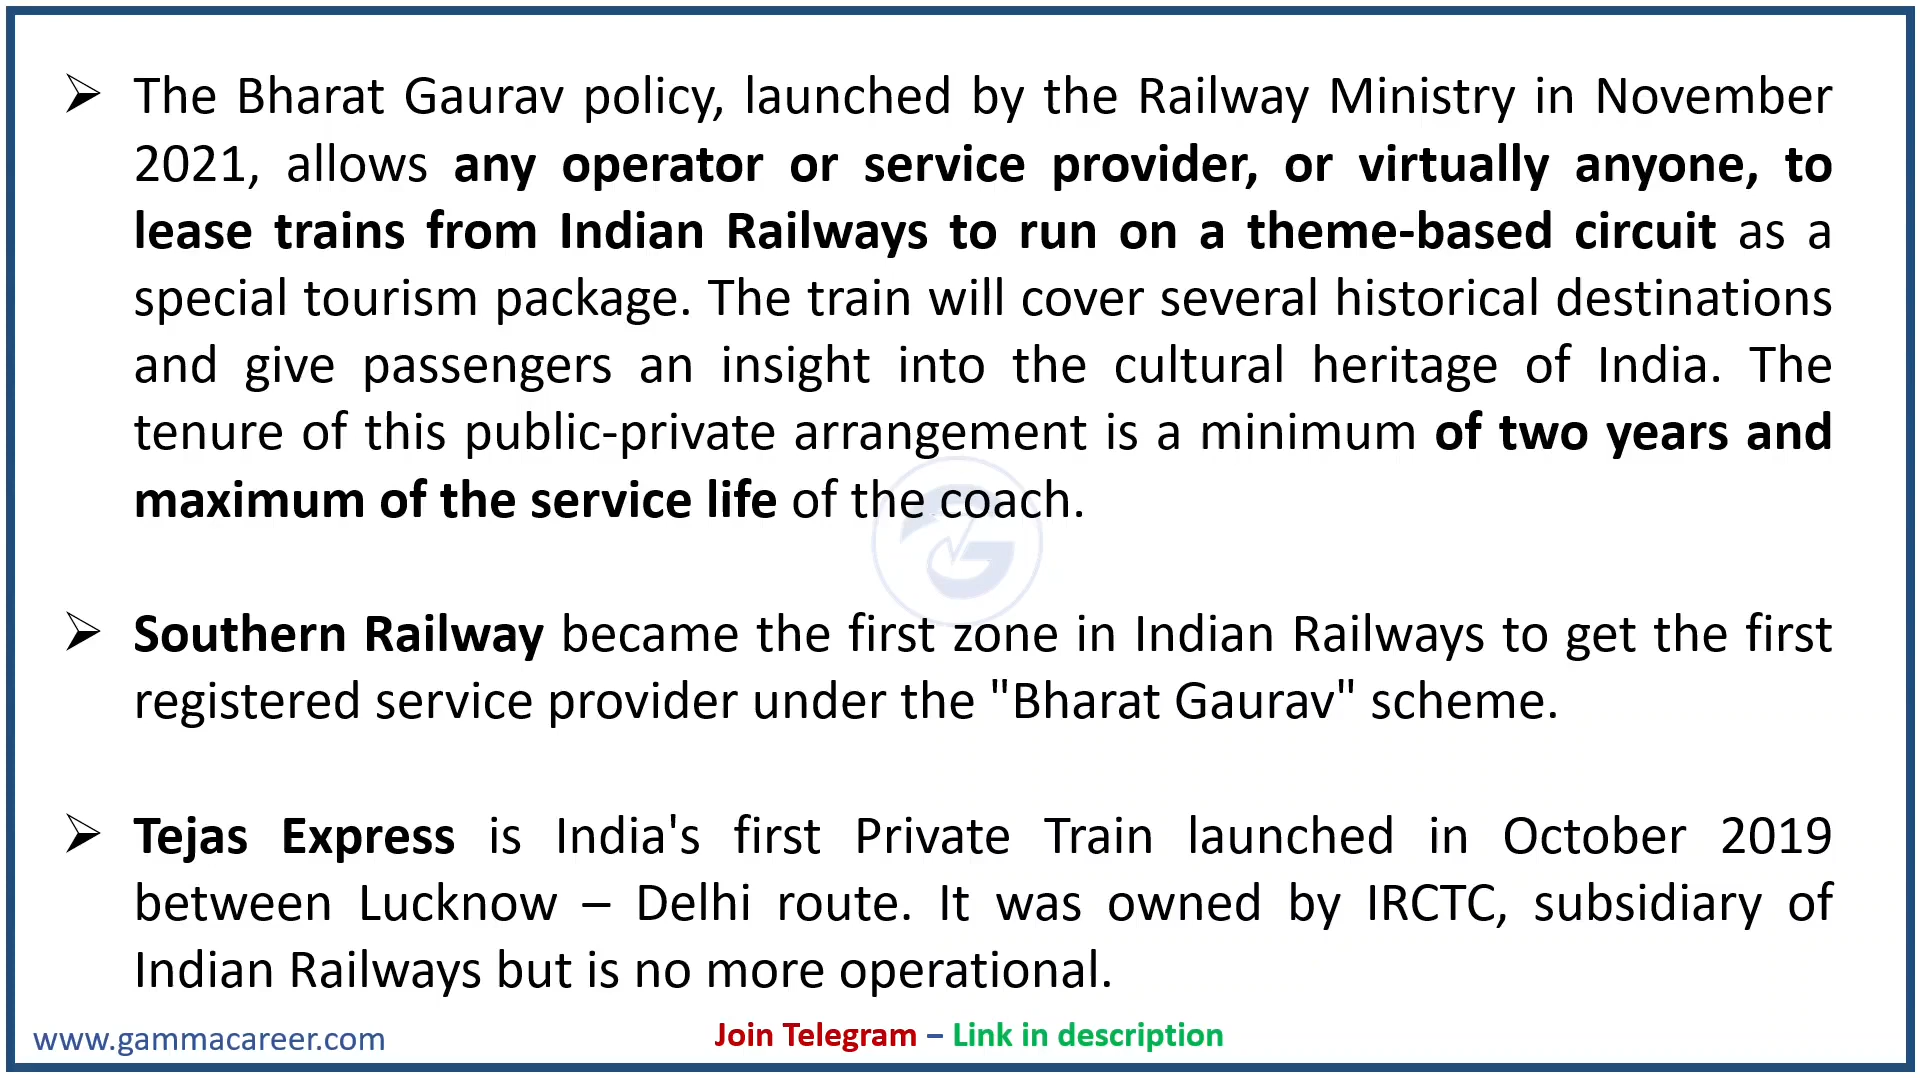 ➢ The Bharat Gaurav policy, launched by the Railway Ministry in November
2021, allows any operator or service provider, or virtually anyone, to
lease trains from Indian Railways to run on a theme-based circuit as a
special tourism package. The train will cover several historical destinations
and give passengers an insight into the cultural heritage of India. The
tenure of this public-private arrangement is a minimum of two years and
maximum of the service life of the coach.
➢ Southern Railway became the first zone in Indian Railways to get the first
registered service provider under the "Bharat Gaurav" scheme.
➢ Tejas Express is India's first Private Train launched in October 2019
between Lucknow – Delhi route. It was owned by IRCTC, subsidiary of
Indian Railways but is no more operational.
www.gammacareer.com
Join Telegram – Link in description